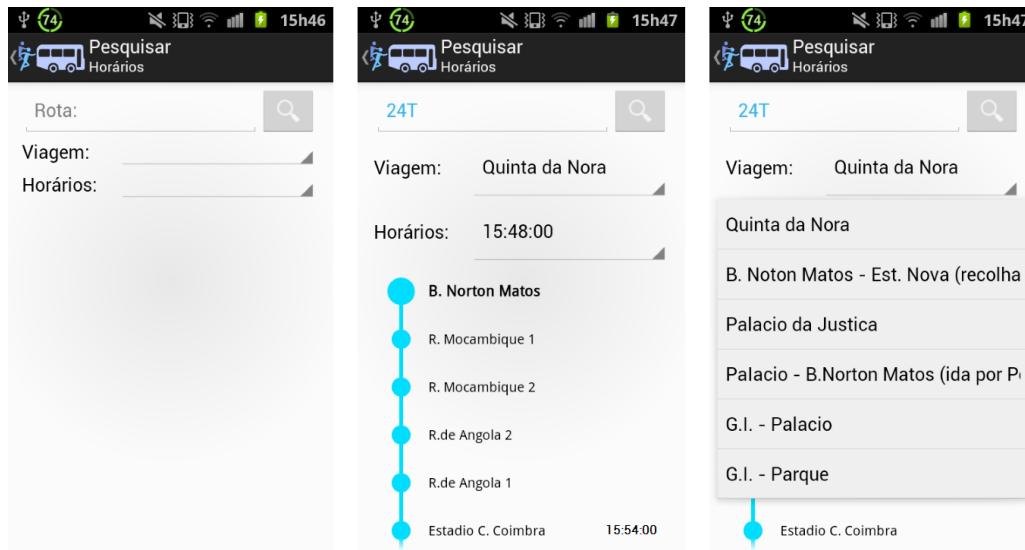 74 15h46
Pesquisar
Horários
Rota:
Viagem:
Horários:
74 15h47
Pesquisar
Horários
24T
Viagem: Quinta da Nora
Horários: 15:48:00
B. Norton Matos
R. Mocambique 1
R. Mocambique 2
R.de Angola 2
R.de Angola 1
Estadio C. Coimbra 15:54:00
74 15h47
Pesquisar
Horários
24T
Viagem: Quinta da Nora
Quinta da Nora
B. Noton Matos - Est. Nova (recolha
Palacio da Justica
Palacio - B.Norton Matos (ida por P
G.I. - Palacio
G.I. - Parque
Estadio C. Coimbra